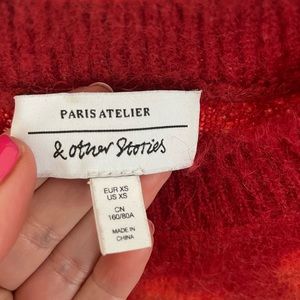 PARIS ATELIER
& other Stories
EUR XS
US XS
CN
160/80A
MADE IN
CHINA